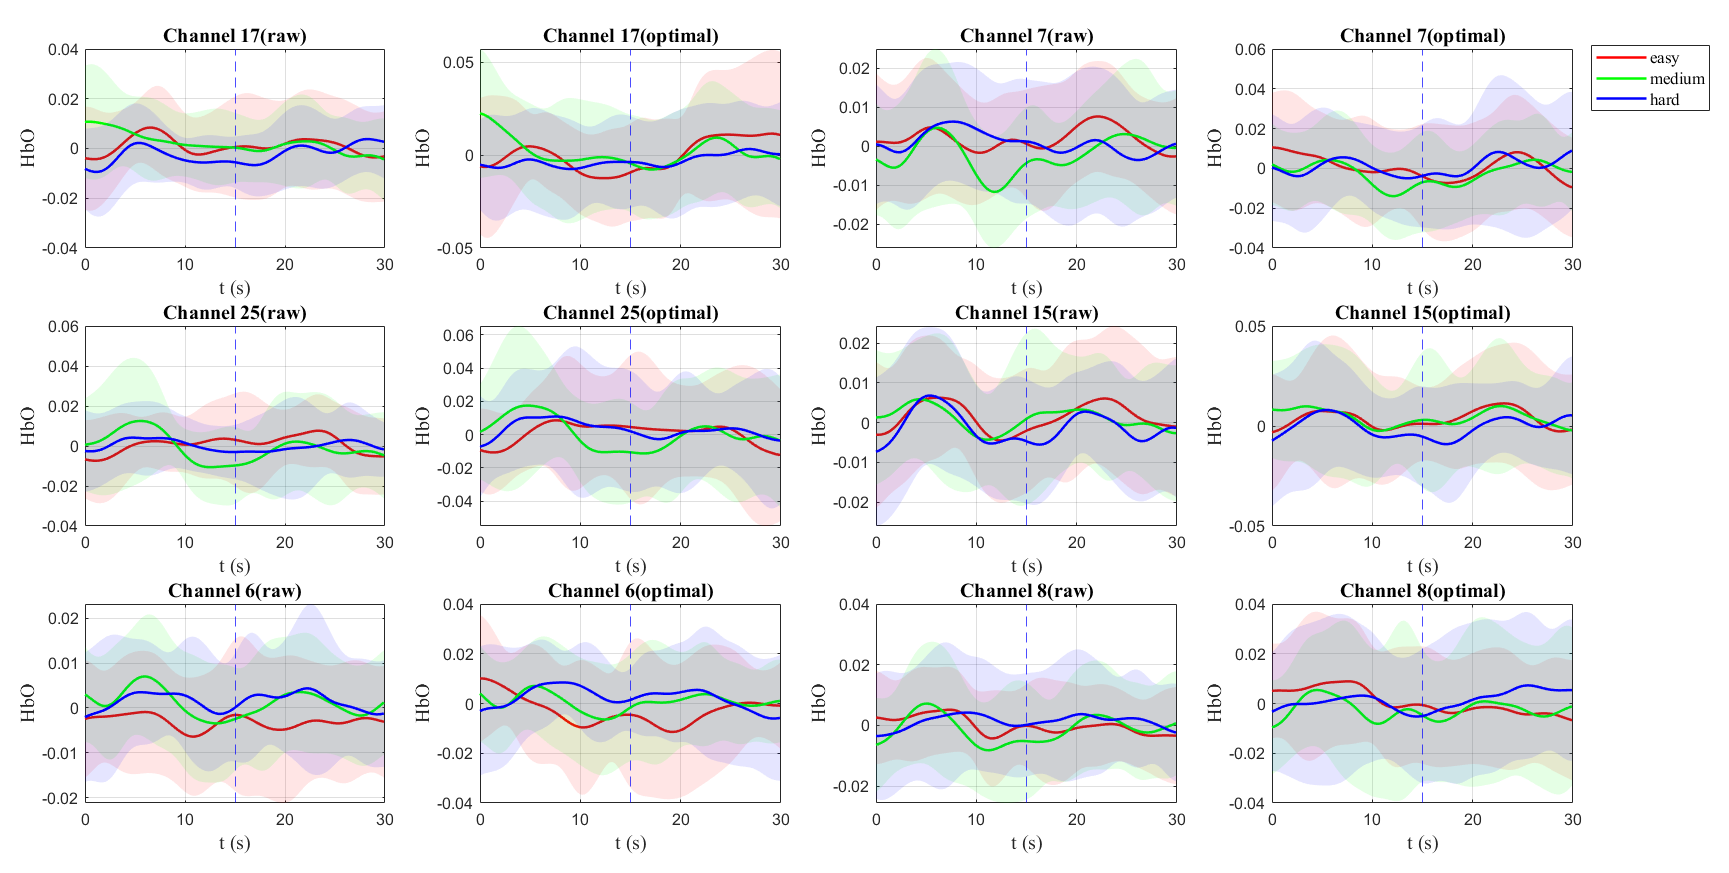 Channel 17(raw)
Channel 17(optimal)
Channel 7(raw)
Channel 7(optimal)
easy
medium
hard
HbO
0.04
0.02
0
-0.02
-0.04
0 10 20 30
t (s)
HbO
0.05
0
-0.05
0 10 20 30
t (s)
HbO
0.02
0.01
0
-0.01
-0.02
0 10 20 30
t (s)
HbO
0.06
0.04
0.02
0
-0.02
-0.04
0 10 20 30
t (s)
Channel 25(raw)
Channel 25(optimal)
Channel 15(raw)
Channel 15(optimal)
HbO
0.06
0.04
0.02
0
-0.02
-0.04
0 10 20 30
t (s)
HbO
0.06
0.04
0.02
0
-0.02
-0.04
0 10 20 30
t (s)
HbO
0.02
0.01
0
-0.01
-0.02
0 10 20 30
t (s)
HbO
0.05
0
-0.05
0 10 20 30
t (s)
Channel 6(raw)
Channel 6(optimal)
Channel 8(raw)
Channel 8(optimal)
HbO
0.02
0.01
0
-0.01
-0.02
0 10 20 30
t (s)
HbO
0.04
0.02
0
-0.02
-0.04
0 10 20 30
t (s)
HbO
0.04
0.02
0
-0.02
0 10 20 30
t (s)
HbO
0.04
0.02
0
-0.02
-0.04
0 10 20 30
t (s)